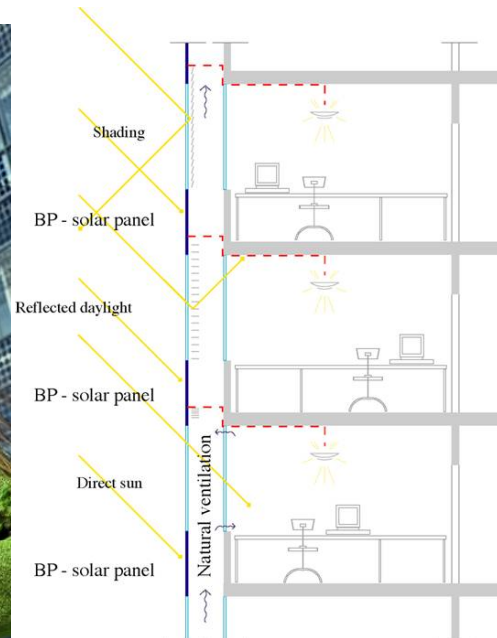 Shading
BP - solar panel
Reflected daylight
BP - solar panel
Natural ventilation
Direct sun
BP - solar panel